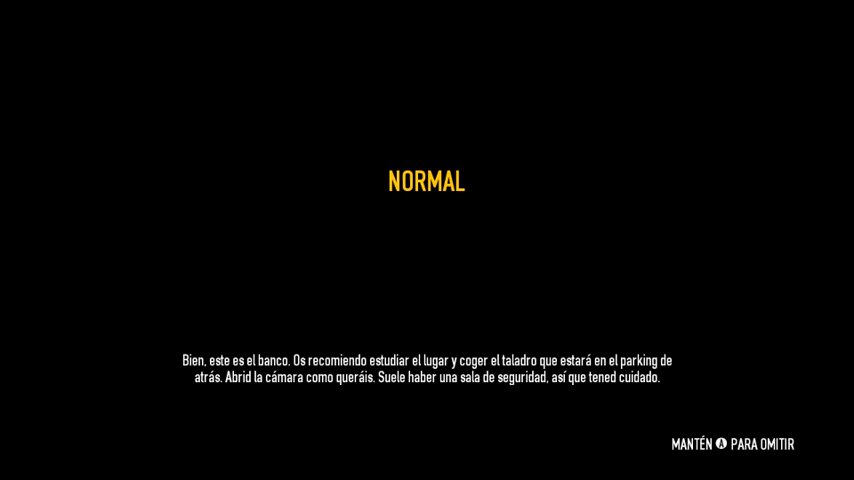 NORMAL
Bien, este es el banco. Os recomiendo estudiar el lugar y coger el taladro que estará en el parking de
atrás. Abrid la cámara como queráis. Suele haber una sala de seguridad, así que tened cuidado.
MANTÉN A PARA OMITIR